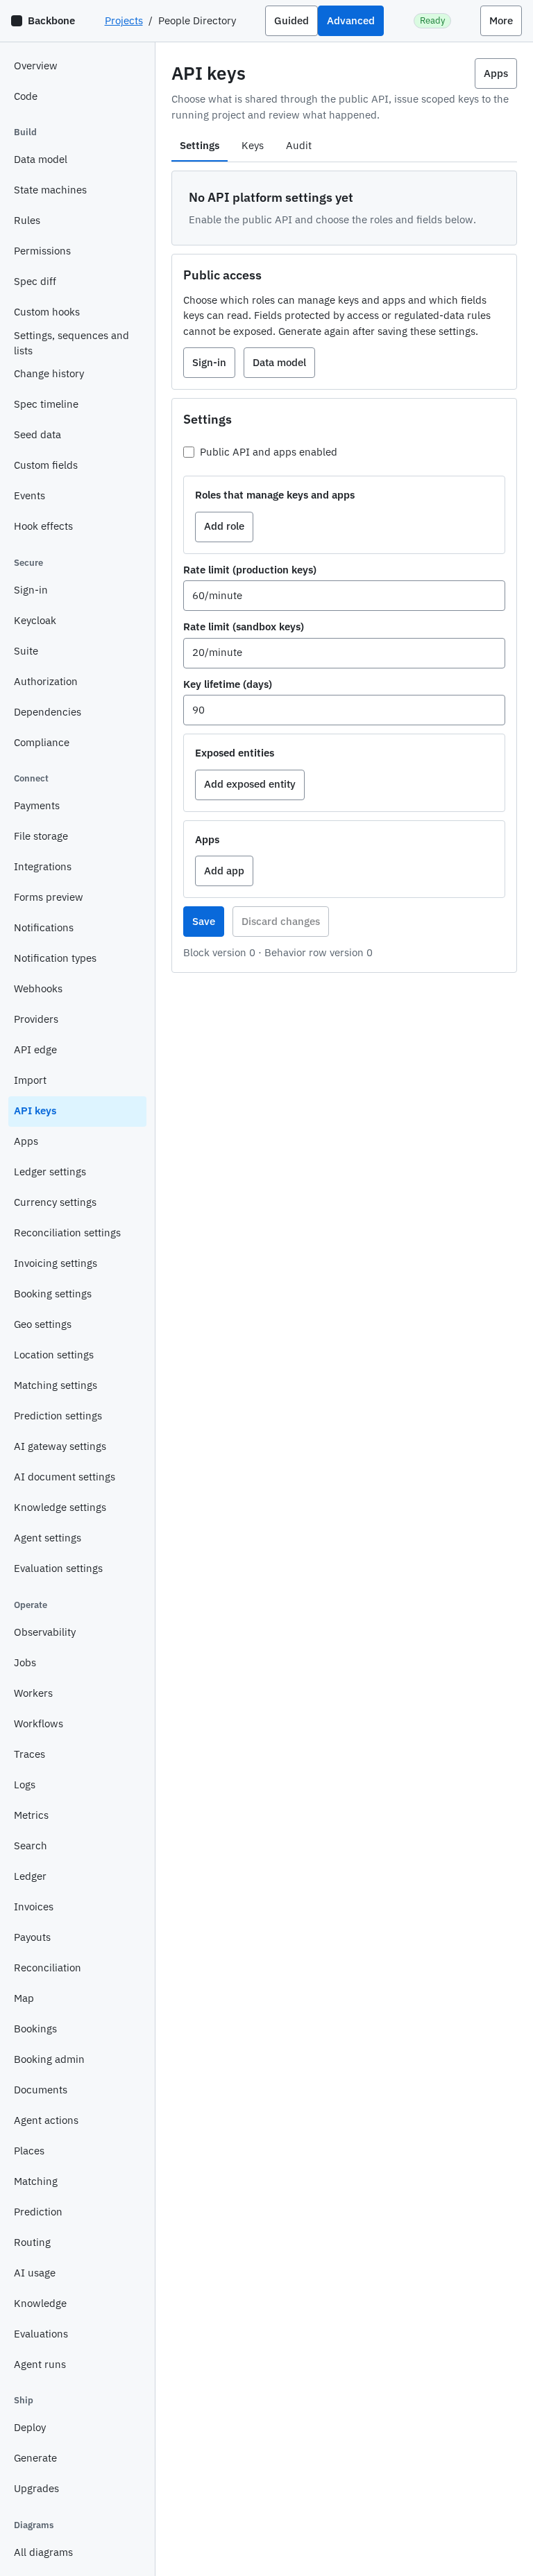 Backbone
Projects / People Directory
Guided
Advanced
Ready
More
Overview
Code
Build
Data model
State machines
Rules
Permissions
Spec diff
Custom hooks
Settings, sequences and
lists
Change history
Spec timeline
Seed data
Custom fields
Events
Hook effects
Secure
Sign-in
Keycloak
Suite
Authorization
Dependencies
Compliance
Connect
Payments
File storage
Integrations
Forms preview
Notifications
Notification types
Webhooks
Providers
API edge
Import
API keys
Apps
Ledger settings
Currency settings
Reconciliation settings
Invoicing settings
Booking settings
Geo settings
Location settings
Matching settings
Prediction settings
AI gateway settings
AI document settings
Knowledge settings
Agent settings
Evaluation settings
Operate
Observability
Jobs
Workers
Workflows
Traces
Logs
Metrics
Search
Ledger
Invoices
Payouts
Reconciliation
Map
Bookings
Booking admin
Documents
Agent actions
Places
Matching
Prediction
Routing
AI usage
Knowledge
Evaluations
Agent runs
Ship
Deploy
Generate
Upgrades
Diagrams
All diagrams
API keys
Apps
Choose what is shared through the public API, issue scoped keys to the
running project and review what happened.
Settings
Keys
Audit
No API platform settings yet
Enable the public API and choose the roles and fields below.
Public access
Choose which roles can manage keys and apps and which fields
keys can read. Fields protected by access or regulated-data rules
cannot be exposed. Generate again after saving these settings.
Sign-in
Data model
Settings
Public API and apps enabled
Roles that manage keys and apps
Add role
Rate limit (production keys)
60/minute
Rate limit (sandbox keys)
20/minute
Key lifetime (days)
90
Exposed entities
Add exposed entity
Apps
Add app
Save
Discard changes
Block version 0 · Behavior row version 0